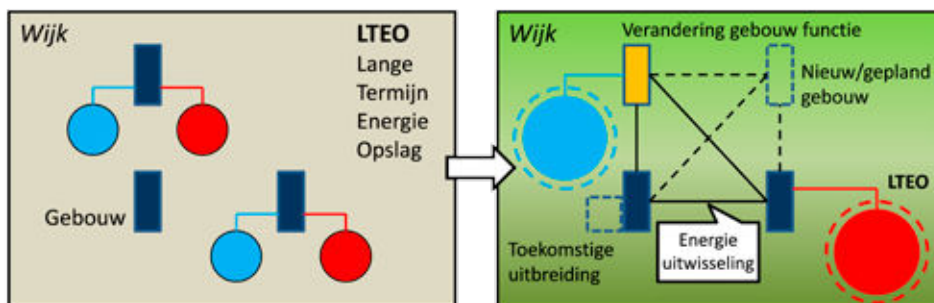 Wijk
LTEO
Lange
Termijn
Energie
Opslag
Gebouw
Wijk
Verandering gebouw functie
Nieuw/gepland
gebouw
LTEO
Toekomstige
uitbreiding
Energie
uitwisseling